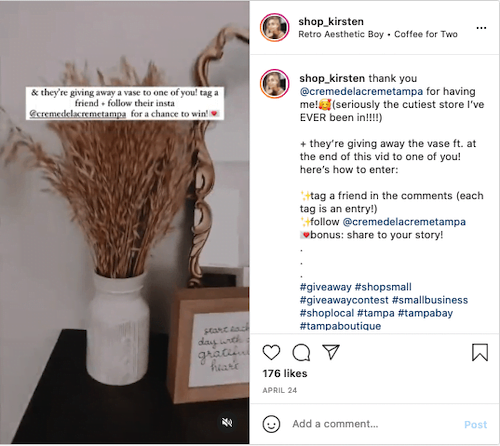 & they're giving away a vase to one of you! tag a
friend + follow their insta
@cremedelacremetampa for a chance to win!💌
start each
day with a
grateful
heart
shop_kirsten
Retro Aesthetic Boy • Coffee for Two
shop_kirsten thank you
@cremedelacremetampa for having
me!🥰(seriously the cutiest store I've
EVER been in!!!!)
+ they're giving away the vase ft. at
the end of this vid to one of you!
here's how to enter:
✨tag a friend in the comments (each
tag is an entry!)
✨follow @cremedelacremetampa
💌bonus: share to your story!
.
.
.
#giveaway #shopsmall
#giveawaycontest #smallbusiness
#shoplocal #tampa #tampabay
#tampaboutique
176 likes
APRIL 24
Add a comment...
Post